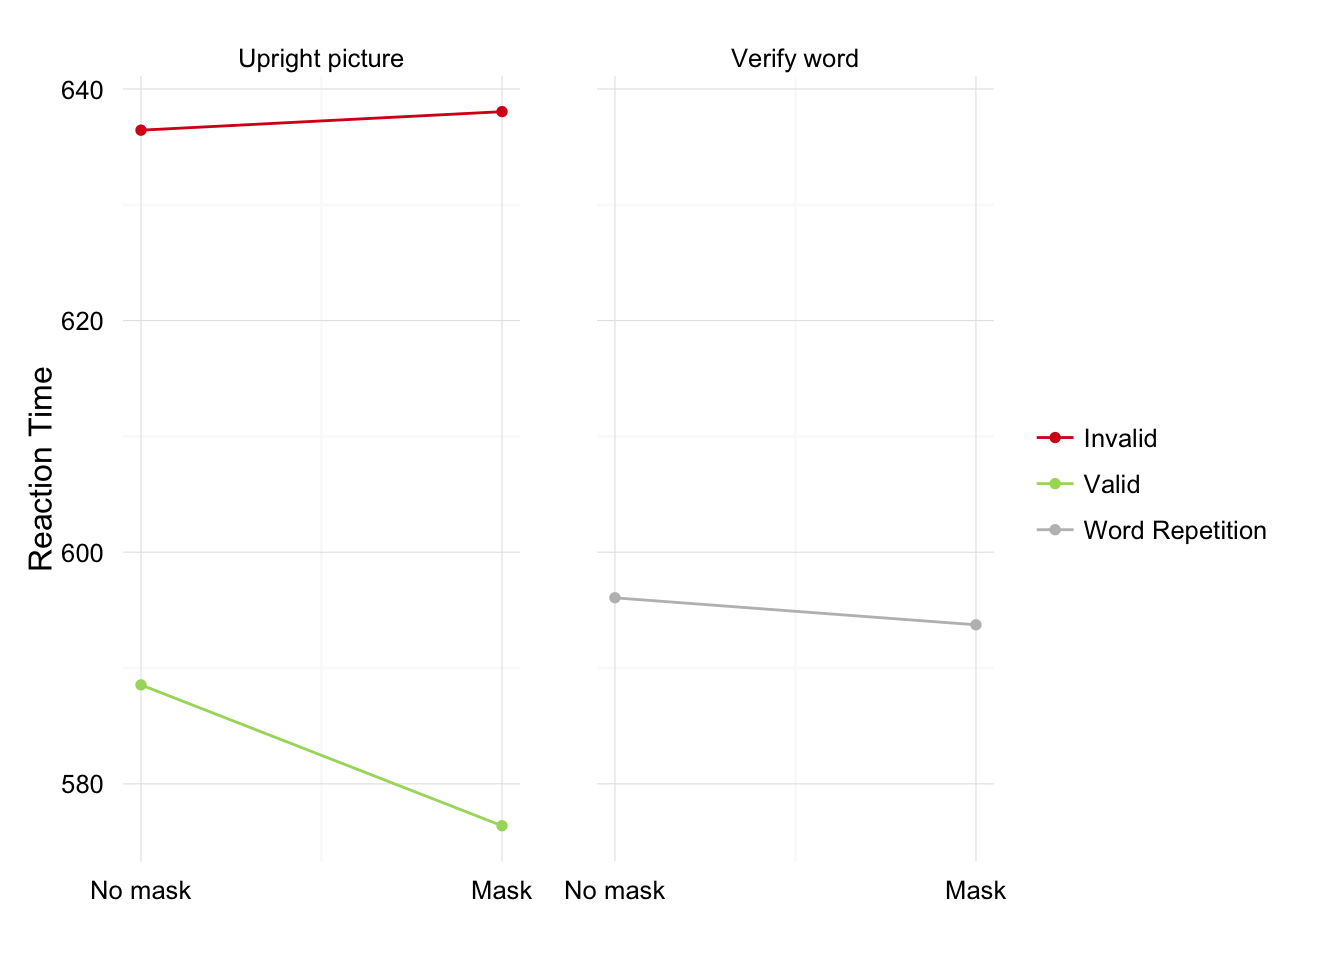 Upright picture
Verify word
640
620
600
580
Reaction Time
No mask
Mask
No mask
Mask
Invalid
Valid
Word Repetition